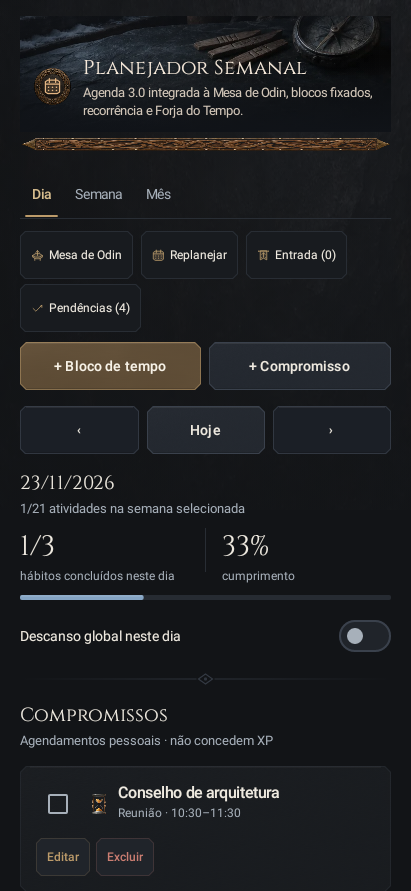 Planejador Semanal
Agenda 3.0 integrada à Mesa de Odin, blocos fixados,
recorrência e Forja do Tempo.
Dia Semana Mês
Mesa de Odin Replanejar Entrada (0)
Pendências (4)
+ Bloco de tempo + Compromisso
‹ Hoje ›
23/11/2026
1/21 atividades na semana selecionada
1/3 33%
hábitos concluídos neste dia cumprimento
Descanso global neste dia
Compromissos
Agendamentos pessoais · não concedem XP
Conselho de arquitetura
Reunião · 10:30–11:30
Editar Excluir